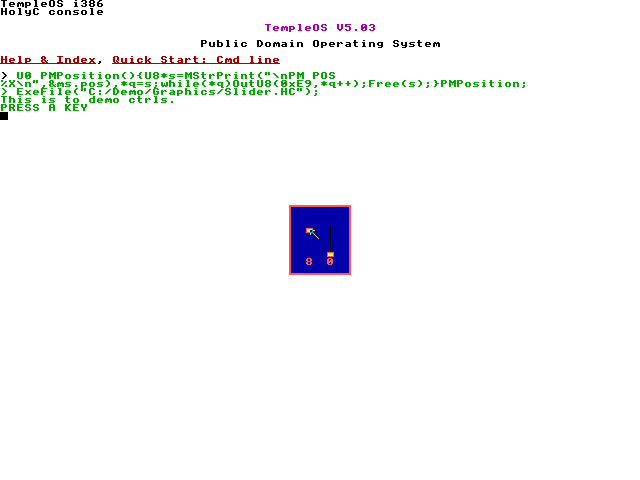 TempleOS i386
HolyC console
TempleOS V5.03
Public Domain Operating System
Help & Index, Quick Start: Cmd line
> U0 PMPosition(){U8*s=MStrPrint("\nPM_POS
%X\n",&ms.pos),*q=s;while(*q)OutU8(0xE9,*q++);Free(s);}PMPosition;
> ExeFile("C:/Demo/Graphics/Slider.HC");
This is to demo ctrls.
PRESS A KEY
8 0